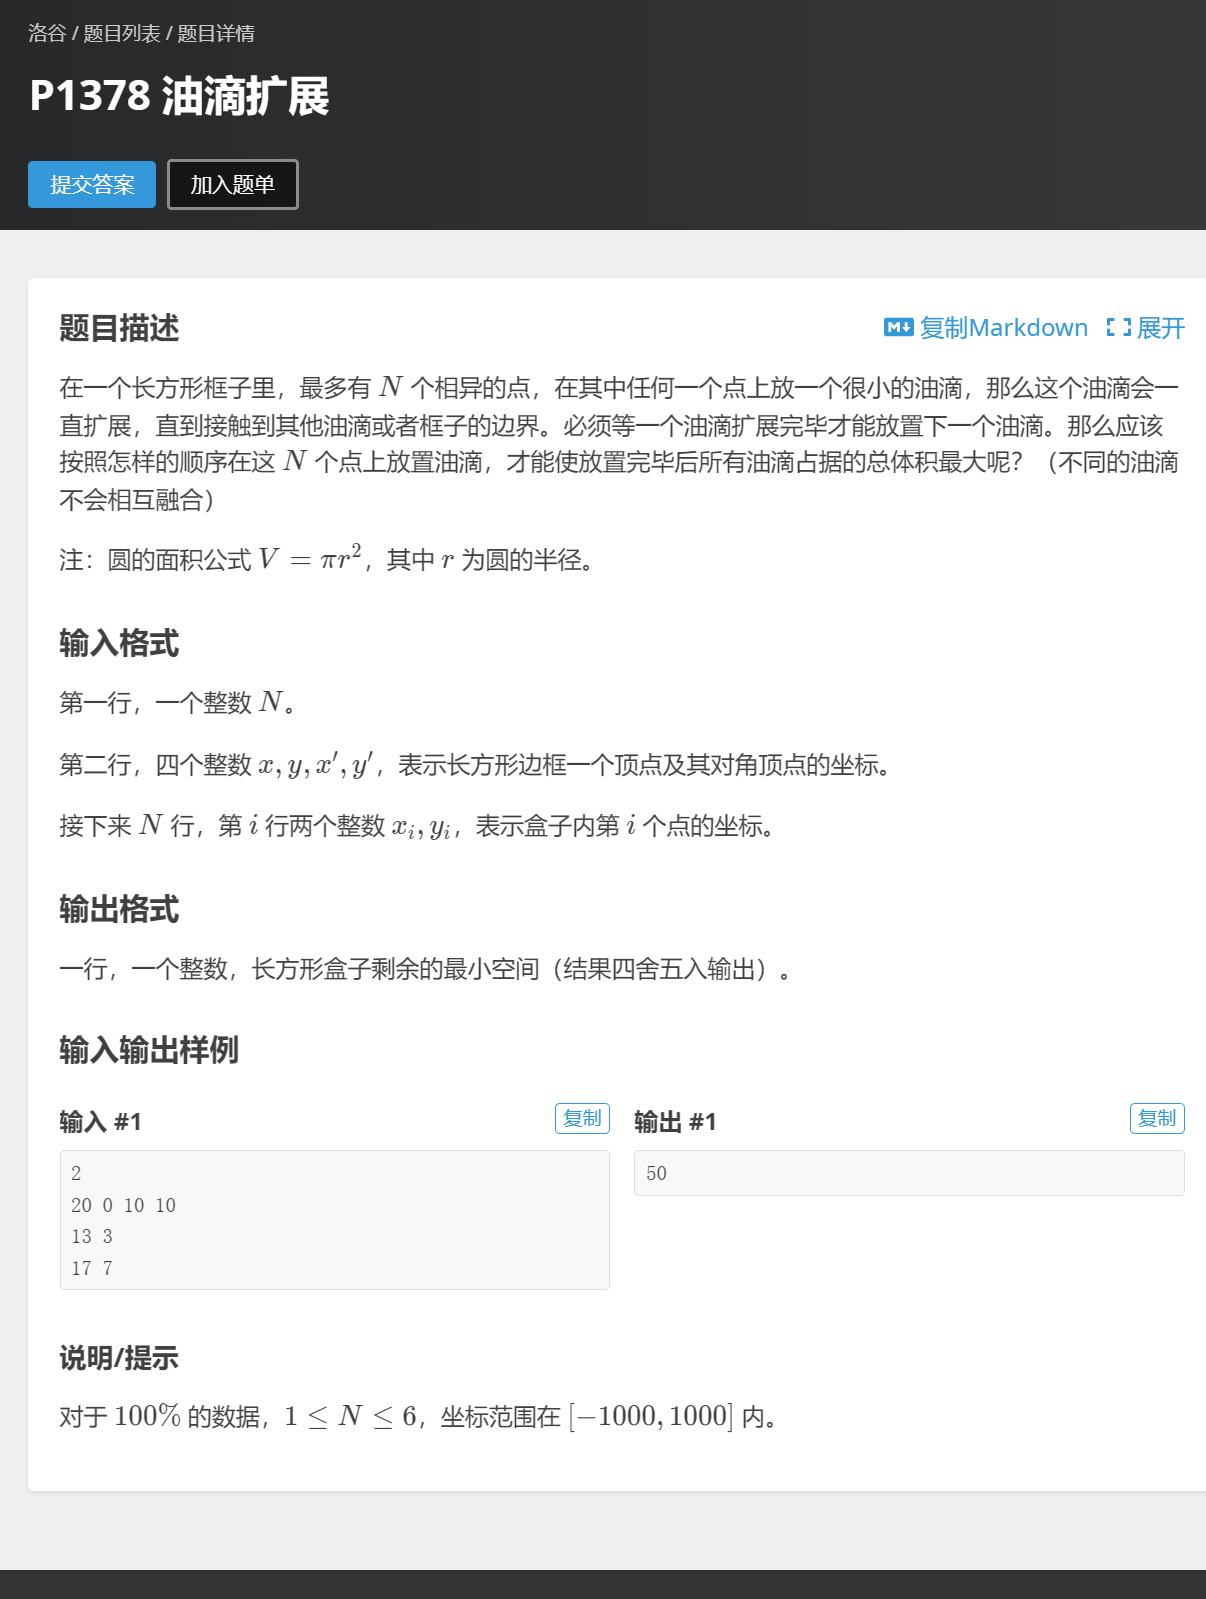 洛谷 / 题目列表 / 题目详情
P1378 油滴扩展
提交答案 加入题单
题目描述 复制Markdown 展开
在一个长方形框子里，最多有 N 个相异的点，在其中任何一个点上放一个很小的油滴，那么这个油滴会一
直扩展，直到接触到其他油滴或者框子的边界。必须等一个油滴扩展完毕才能放置下一个油滴。那么应该
按照怎样的顺序在这 N 个点上放置油滴，才能使放置完毕后所有油滴占据的总体积最大呢？（不同的油滴
不会相互融合）
注：圆的面积公式 V = πr²，其中 r 为圆的半径。
输入格式
第一行，一个整数 N。
第二行，四个整数 x, y, x′, y′，表示长方形边框一个顶点及其对角顶点的坐标。
接下来 N 行，第 i 行两个整数 xᵢ, yᵢ，表示盒子内第 i 个点的坐标。
输出格式
一行，一个整数，长方形盒子剩余的最小空间（结果四舍五入输出）。
输入输出样例
输入 #1 复制
2
20 0 10 10
13 3
17 7
输出 #1 复制
50
说明/提示
对于 100% 的数据，1 ≤ N ≤ 6，坐标范围在 [−1000, 1000] 内。